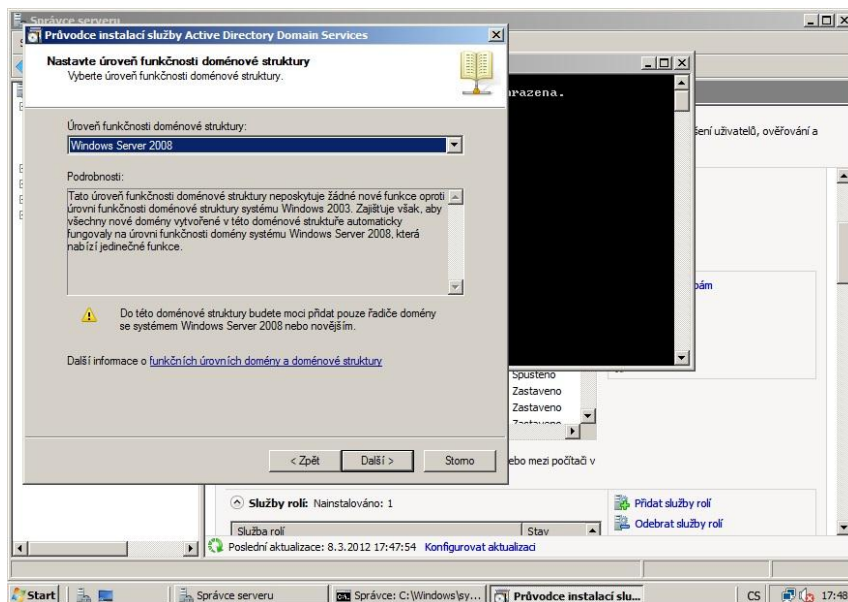 Správce serveru
Průvodce instalací služby Active Directory Domain Services
Nastavte úroveň funkčnosti doménové struktury
Vyberte úroveň funkčnosti doménové struktury.
Úroveň funkčnosti doménové struktury:
Windows Server 2008
Podrobnosti:
Tato úroveň funkčnosti doménové struktury neposkytuje žádné nové funkce oproti
úrovni funkčnosti doménové struktury systému Windows 2003. Zajišťuje však, aby
všechny nové domény vytvořené v této doménové struktuře automaticky
fungovaly na úrovni funkčnosti domény systému Windows Server 2008, která
nabízí jedinečné funkce.
Do této doménové struktury budete moci přidat pouze řadiče domény
se systémem Windows Server 2008 nebo novějším.
Další informace o funkčních úrovních domény a doménové struktury
< Zpět
Další >
Storno
razena.
šení uživatelů, ověřování a
bám
Spuštěno
Zastaveno
Zastaveno
Zastaveno
ebo mezi počítači v
Služby rolí: Nainstalováno: 1
Služba rolí
Stav
Přidat služby rolí
Odebrat služby rolí
Poslední aktualizace: 8.3.2012 17:47:54 Konfigurovat aktualizaci
Start
Správce serveru
Správce: C:\Windows\sy...
Průvodce instalací slu...
CS
17:48